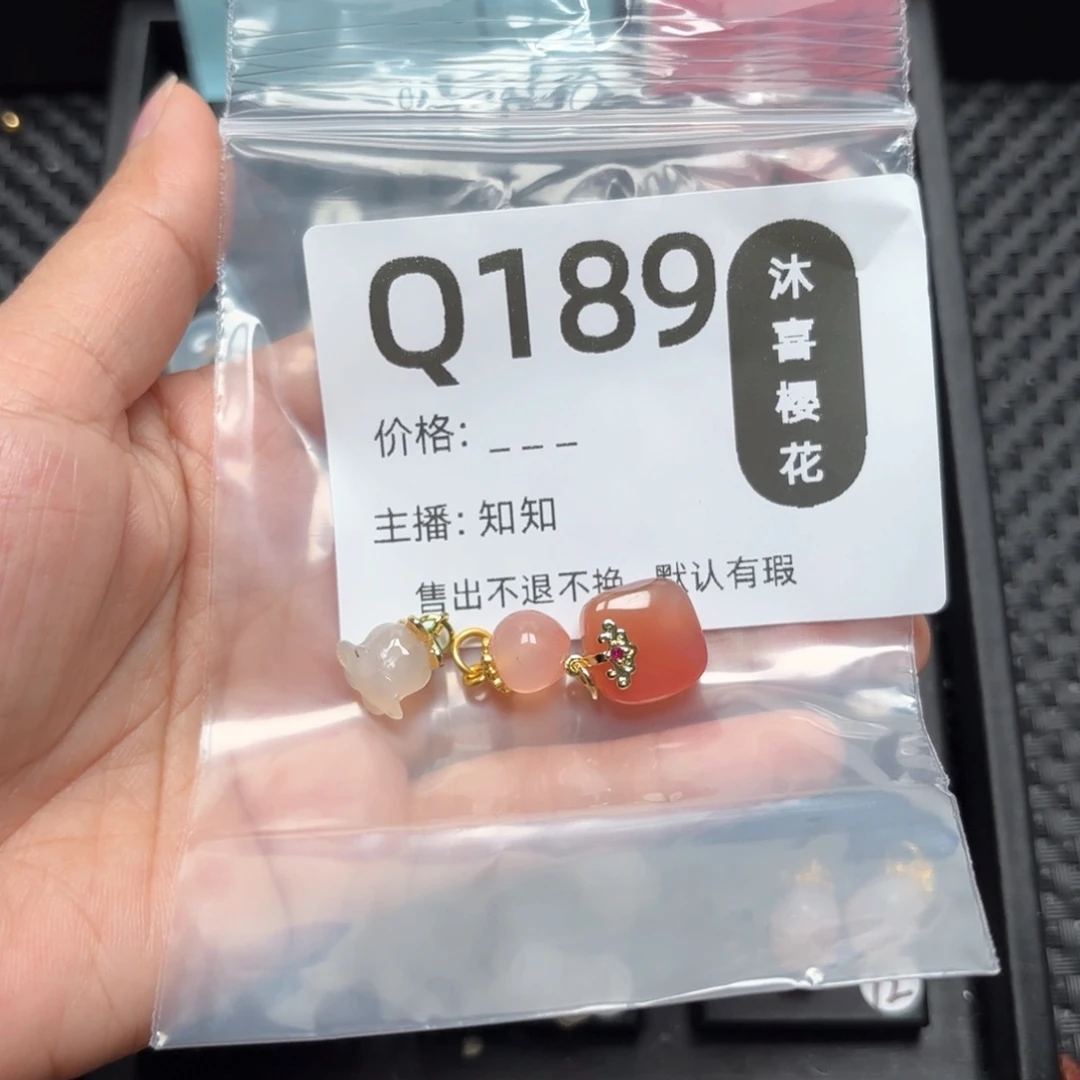 Q189
沐喜樱花
价格: _ _ _
主播: 知知
售出不退不换 默认有瑕
12